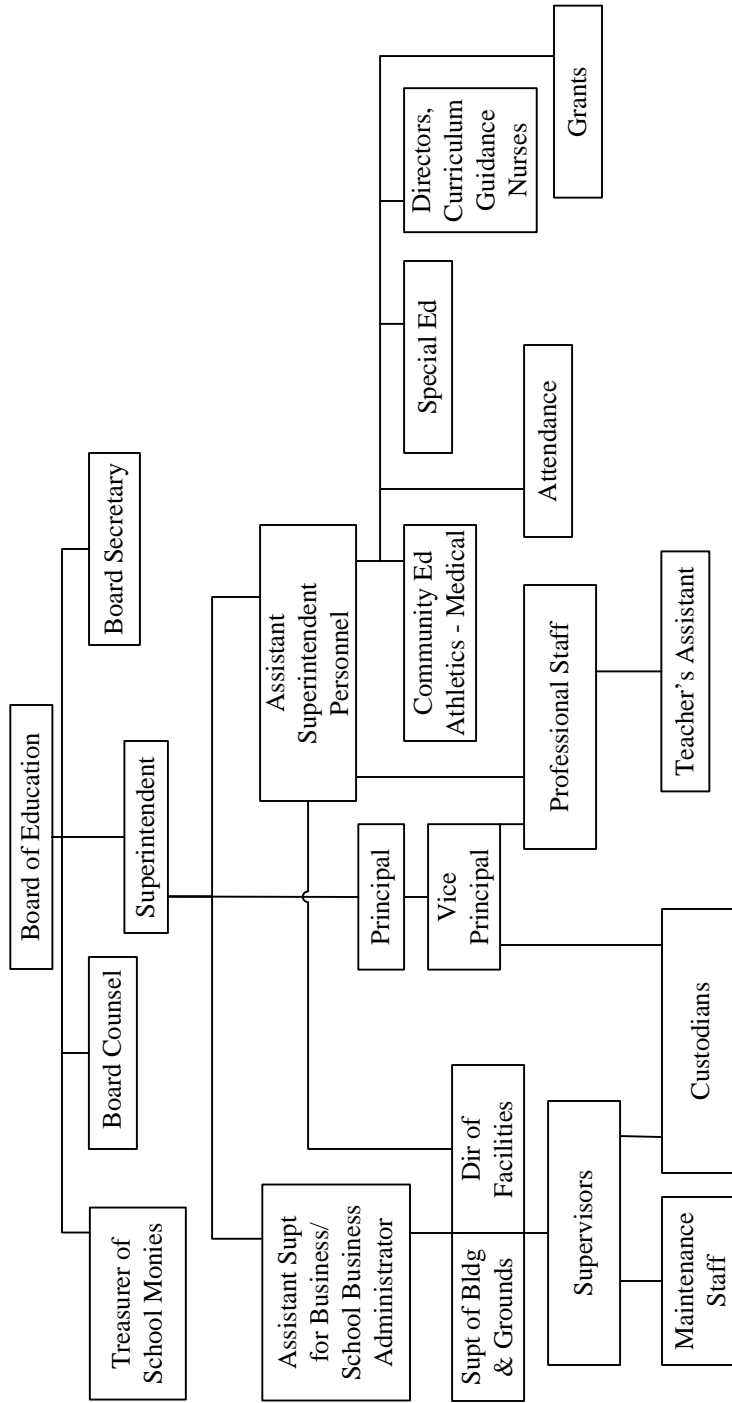 Board of Education
Treasurer of
School Monies
Board Counsel
Superintendent
Board Secretary
Assistant Supt
for Business/
School Business
Administrator
Assistant
Superintendent
Personnel
Principal
Vice
Principal
Community Ed
Athletics - Medical
Special Ed
Directors,
Curriculum
Guidance
Nurses
Supt of Bldg
& Grounds
Dir of
Facilities
Supervisors
Professional Staff
Attendance
Grants
Maintenance
Staff
Custodians
Teacher’s Assistant